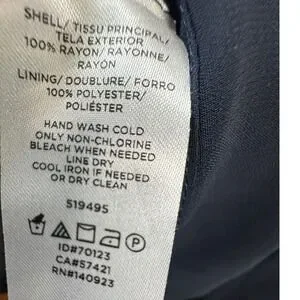 SHELL/TISSU PRINCIPAL/
TELA EXTERIOR
100% RAYON/RAYONNE/
RAYÓN
LINING/DOUBLURE/FORRO
100% POLYESTER/
POLIÉSTER
HAND WASH COLD
ONLY NON-CHLORINE
BLEACH WHEN NEEDED
LINE DRY
COOL IRON IF NEEDED
OR DRY CLEAN
519495
P
ID#70123
CA#57421
RN#140923